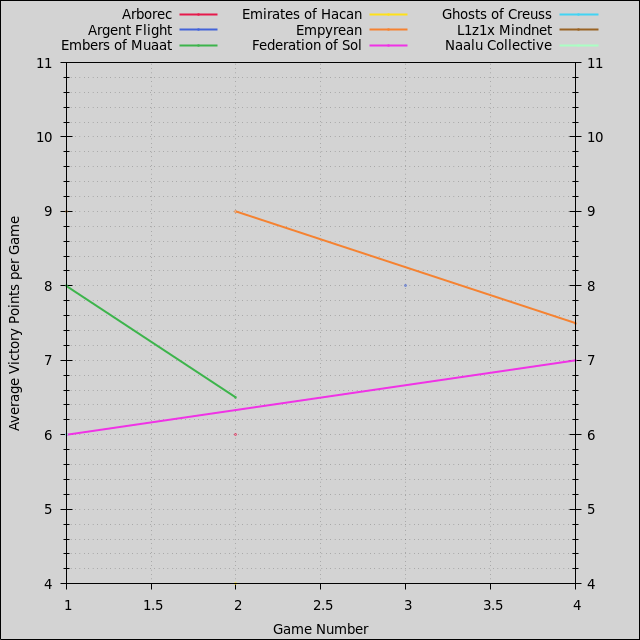 Arborec Emirates of Hacan Ghosts of Creuss
Argent Flight Empyrean L1z1x Mindnet
Embers of Muaat Federation of Sol Naalu Collective
11 11
10 10
9 9
8 8
7 7
6 6
5 5
4 4
Average Victory Points per Game
1 1.5 2 2.5 3 3.5 4
Game Number